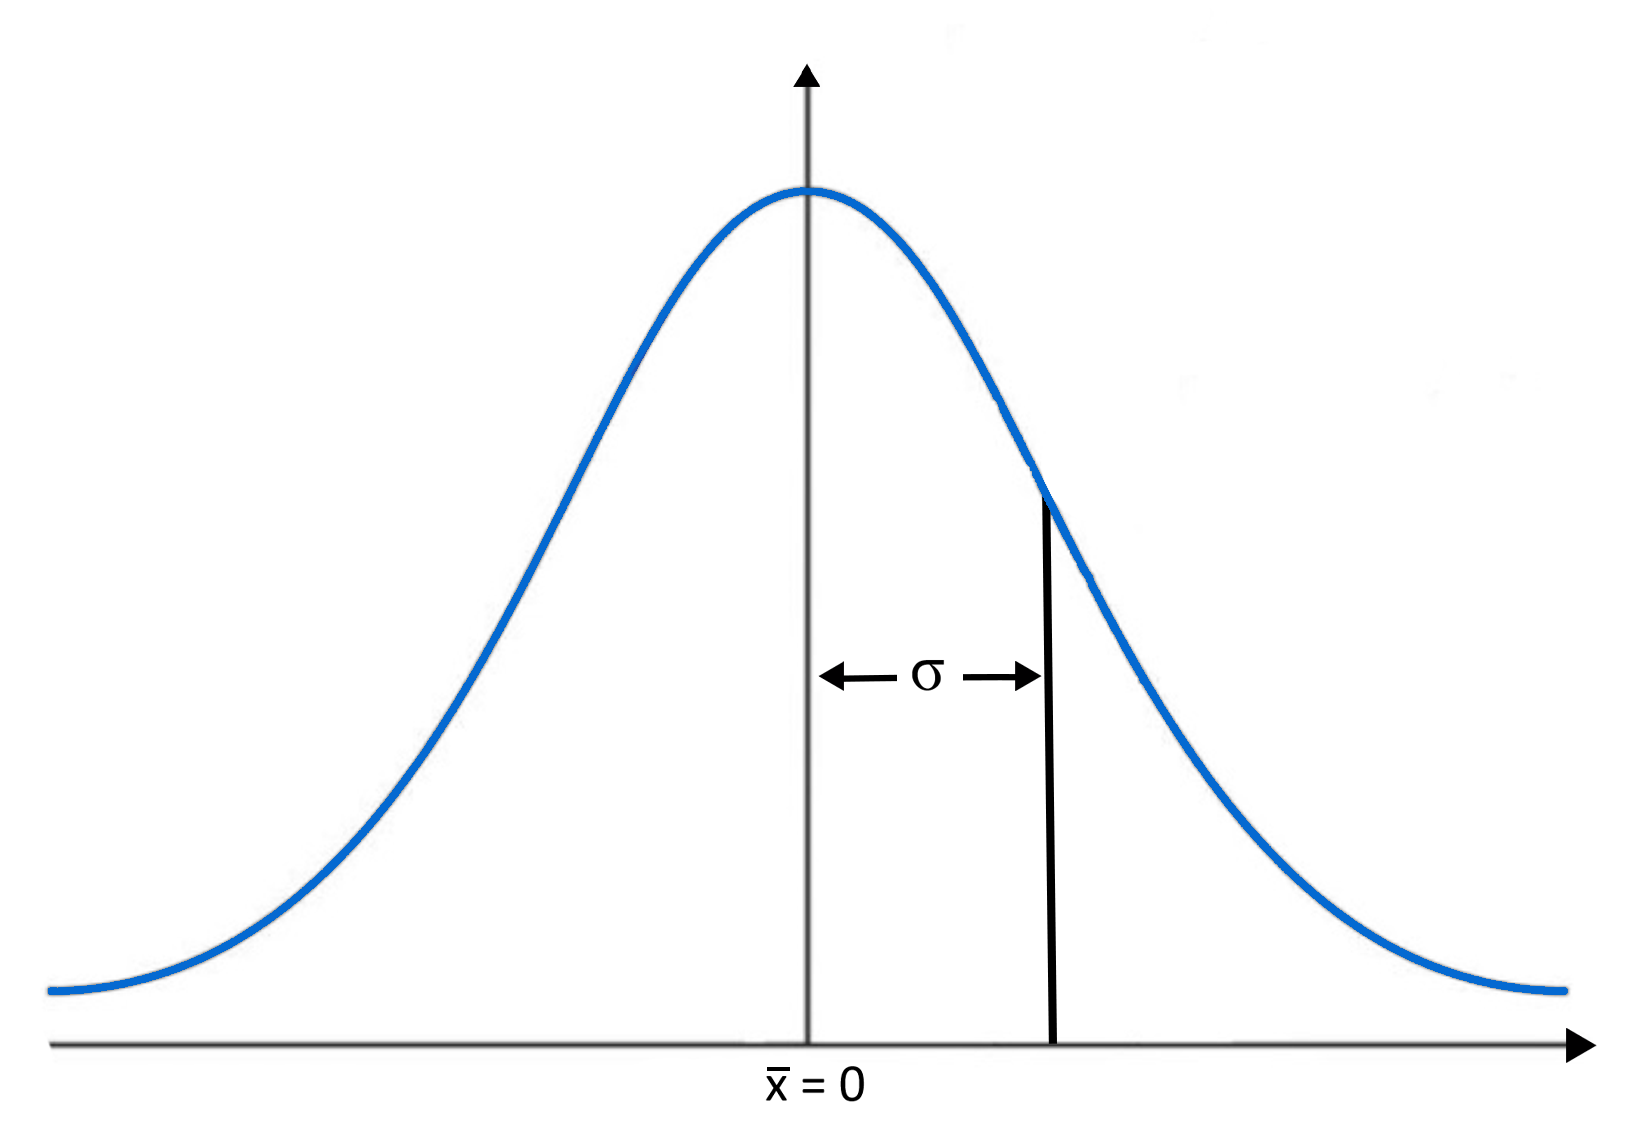 σ
x̅ = 0